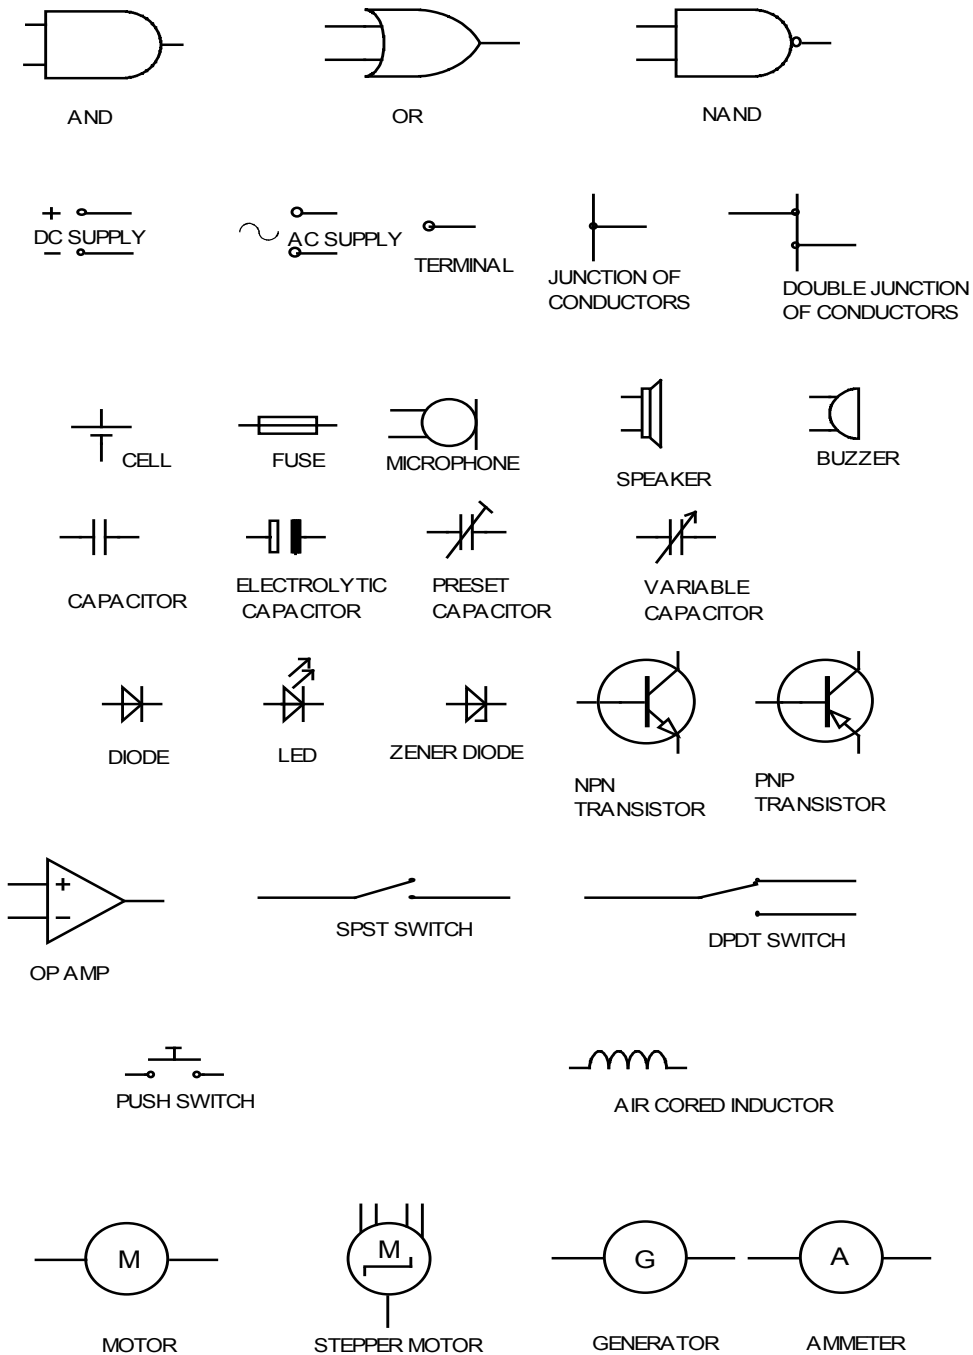 AND
OR
NAND
+
DC SUPPLY
−
AC SUPPLY
TERMINAL
JUNCTION OF
CONDUCTORS
DOUBLE JUNCTION
OF CONDUCTORS
CELL
FUSE
MICROPHONE
SPEAKER
BUZZER
CAPACITOR
ELECTROLYTIC
CAPACITOR
PRESET
CAPACITOR
VARIABLE
CAPACITOR
DIODE
LED
ZENER DIODE
NPN
TRANSISTOR
PNP
TRANSISTOR
+
−
OP AMP
SPST SWITCH
DPDT SWITCH
PUSH SWITCH
AIR CORED INDUCTOR
M
MOTOR
M
STEPPER MOTOR
G
GENERATOR
A
AMMETER